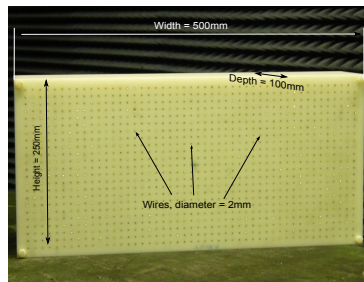 Width = 500mm
Depth = 100mm
Height = 250mm
Wires, diameter = 2mm